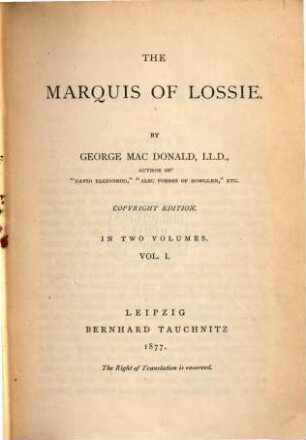 THE
MARQUIS OF LOSSIE.
BY
GEORGE MAC DONALD, LL.D.,
AUTHOR OF
"DAVID ELGINBROD," "ALEC FORBES OF HOWGLEN," ETC.
COPYRIGHT EDITION.
IN TWO VOLUMES.
VOL. I.
LEIPZIG
BERNHARD TAUCHNITZ
1877.
The Right of Translation is reserved.